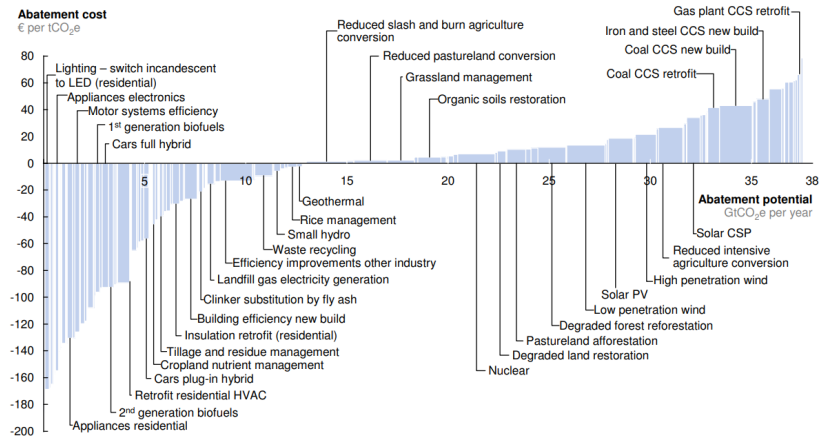 Abatement cost
€ per tCO2e
Gas plant CCS retrofit
Iron and steel CCS new build
Coal CCS new build
Coal CCS retrofit
Reduced slash and burn agriculture
conversion
Reduced pastureland conversion
Grassland management
Organic soils restoration
Lighting – switch incandescent
to LED (residential)
Appliances electronics
Motor systems efficiency
1st generation biofuels
Cars full hybrid
80
60
40
20
0
-20
-40
-60
-80
-100
-120
-140
-160
-180
-200
5
10
15
20
25
30
35
38
Abatement potential
GtCO2e per year
Geothermal
Rice management
Small hydro
Waste recycling
Efficiency improvements other industry
Landfill gas electricity generation
Clinker substitution by fly ash
Building efficiency new build
Insulation retrofit (residential)
Tillage and residue management
Cropland nutrient management
Cars plug-in hybrid
Retrofit residential HVAC
2nd generation biofuels
Appliances residential
Solar CSP
Reduced intensive
agriculture conversion
High penetration wind
Solar PV
Low penetration wind
Degraded forest reforestation
Pastureland afforestation
Degraded land restoration
Nuclear